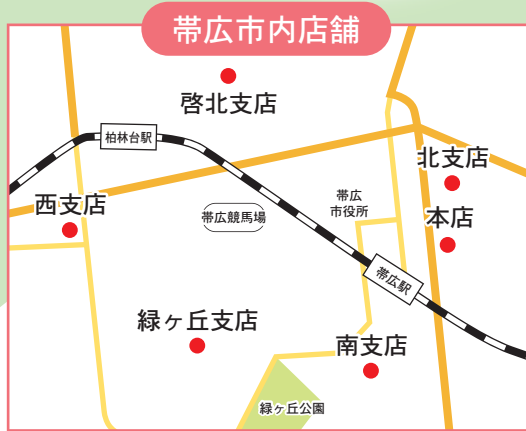 帯広市内店舗
啓北支店
柏林台駅
北支店
西支店
帯広
市役所
帯広競馬場
本店
帯広駅
緑ヶ丘支店
南支店
緑ヶ丘公園